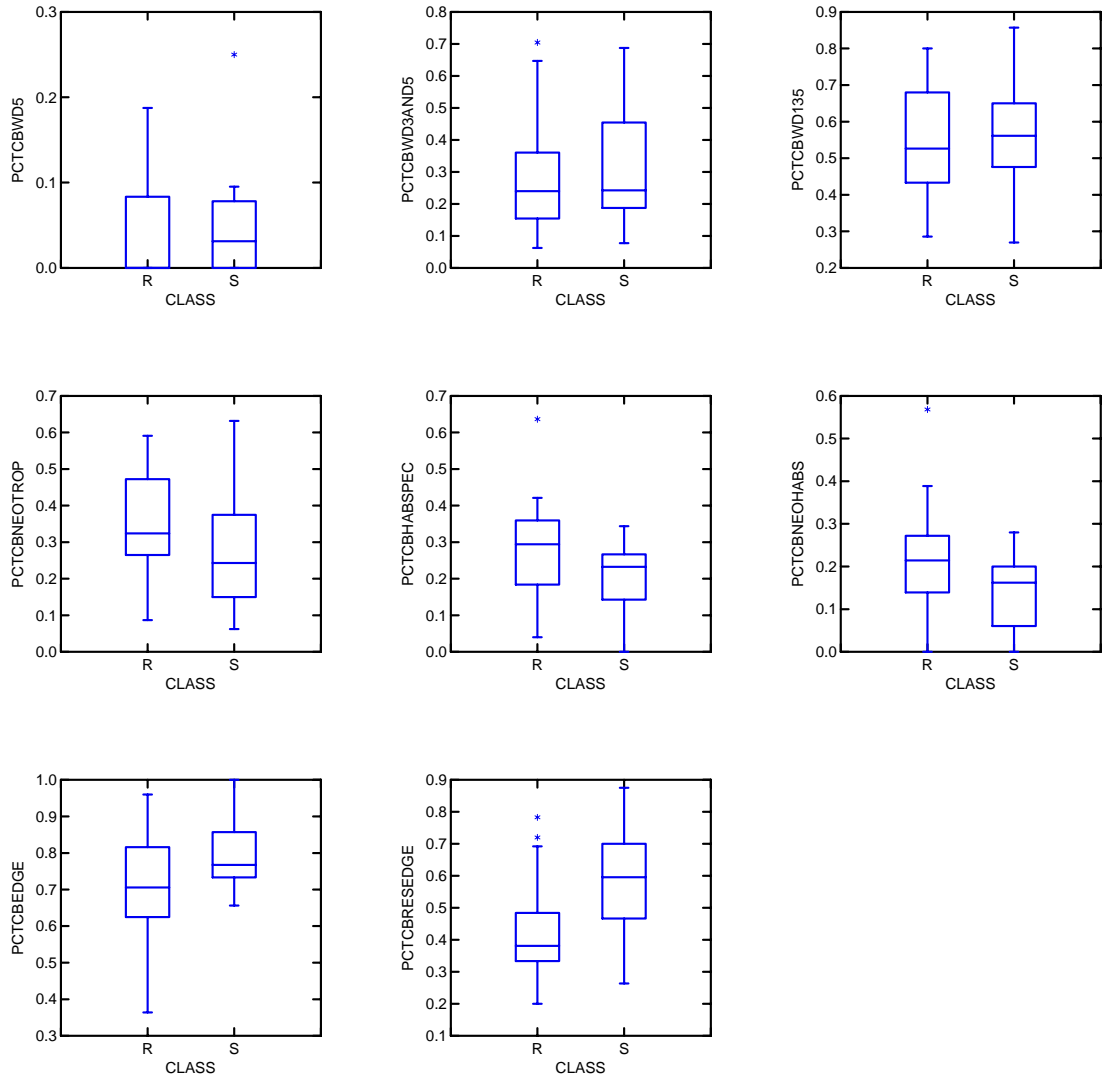 PCTCBWD5
0.3
0.2
0.1
0.0
R S
CLASS
PCTCBWD3AND5
0.8
0.7
0.6
0.5
0.4
0.3
0.2
0.1
0.0
R S
CLASS
PCTCBWD135
0.9
0.8
0.7
0.6
0.5
0.4
0.3
0.2
R S
CLASS
PCTCBNEOTROP
0.7
0.6
0.5
0.4
0.3
0.2
0.1
0.0
R S
CLASS
PCTCBHABSPEC
0.7
0.6
0.5
0.4
0.3
0.2
0.1
0.0
R S
CLASS
PCTCBNEOHABS
0.6
0.5
0.4
0.3
0.2
0.1
0.0
R S
CLASS
PCTCBEDGE
1.0
0.9
0.8
0.7
0.6
0.5
0.4
0.3
R S
CLASS
PCTCBRESEDGE
0.9
0.8
0.7
0.6
0.5
0.4
0.3
0.2
0.1
R S
CLASS